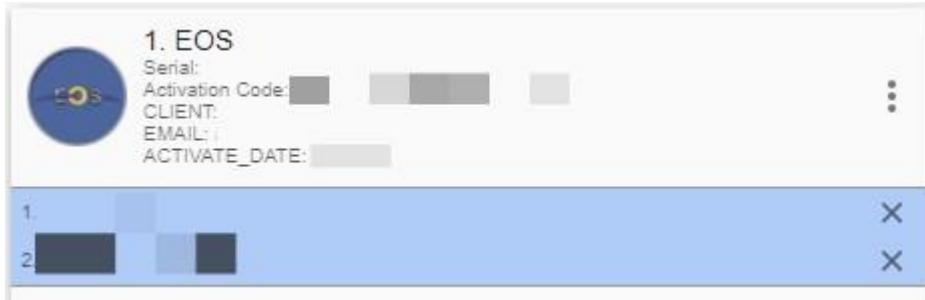 EOS
1. EOS
Serial:
Activation Code:
CLIENT:
EMAIL:
ACTIVATE_DATE:
1.
2.